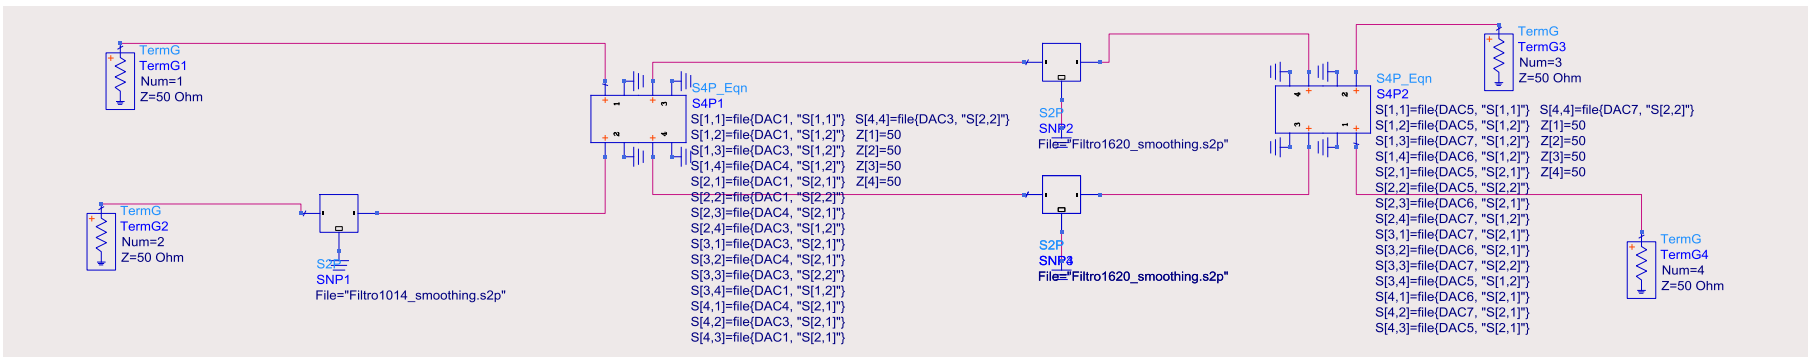 TermG
TermG1
Num=1
Z=50 Ohm
TermG
TermG2
Num=2
Z=50 Ohm
S2P
SNP1
File="Filtro1014_smoothing.s2p"
1
3
2
4
S4P_Eqn
S4P1
S[1,1]=file{DAC1, "S[1,1]"} S[4,4]=file{DAC3, "S[2,2]"}
S[1,2]=file{DAC1, "S[1,2]"} Z[1]=50
S[1,3]=file{DAC3, "S[1,2]"} Z[2]=50
S[1,4]=file{DAC4, "S[1,2]"} Z[3]=50
S[2,1]=file{DAC1, "S[2,1]"} Z[4]=50
S[2,2]=file{DAC1, "S[2,2]"}
S[2,3]=file{DAC4, "S[2,1]"}
S[2,4]=file{DAC3, "S[1,2]"}
S[3,1]=file{DAC3, "S[2,1]"}
S[3,2]=file{DAC4, "S[2,1]"}
S[3,3]=file{DAC3, "S[2,2]"}
S[3,4]=file{DAC1, "S[1,2]"}
S[4,1]=file{DAC4, "S[2,1]"}
S[4,2]=file{DAC3, "S[2,1]"}
S[4,3]=file{DAC1, "S[2,1]"}
S2P
SNP2
File="Filtro1620_smoothing.s2p"
S2P
File="Filtro1620_smoothing.s2p"
4
2
3
1
S4P_Eqn
S4P2
S[1,1]=file{DAC5, "S[1,1]"} S[4,4]=file{DAC7, "S[2,2]"}
S[1,2]=file{DAC5, "S[1,2]"} Z[1]=50
S[1,3]=file{DAC7, "S[1,2]"} Z[2]=50
S[1,4]=file{DAC6, "S[1,2]"} Z[3]=50
S[2,1]=file{DAC5, "S[2,1]"} Z[4]=50
S[2,2]=file{DAC5, "S[2,2]"}
S[2,3]=file{DAC6, "S[2,1]"}
S[2,4]=file{DAC7, "S[1,2]"}
S[3,1]=file{DAC7, "S[2,1]"}
S[3,2]=file{DAC6, "S[2,1]"}
S[3,3]=file{DAC7, "S[2,2]"}
S[3,4]=file{DAC5, "S[1,2]"}
S[4,1]=file{DAC6, "S[2,1]"}
S[4,2]=file{DAC7, "S[2,1]"}
S[4,3]=file{DAC5, "S[2,1]"}
TermG
TermG3
Num=3
Z=50 Ohm
TermG
TermG4
Num=4
Z=50 Ohm